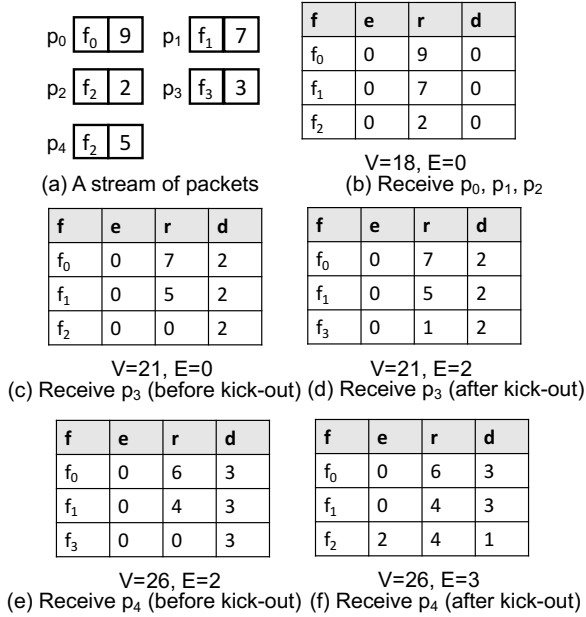 p0 f0 9 p1 f1 7
p2 f2 2 p3 f3 3
p4 f2 5
(a) A stream of packets
f e r d
f0 0 9 0
f1 0 7 0
f2 0 2 0
V=18, E=0
(b) Receive p0, p1, p2
f e r d
f0 0 7 2
f1 0 5 2
f2 0 0 2
V=21, E=0
(c) Receive p3 (before kick-out)
f e r d
f0 0 7 2
f1 0 5 2
f3 0 1 2
V=21, E=2
(d) Receive p3 (after kick-out)
f e r d
f0 0 6 3
f1 0 4 3
f3 0 0 3
V=26, E=2
(e) Receive p4 (before kick-out)
f e r d
f0 0 6 3
f1 0 4 3
f2 2 4 1
V=26, E=3
(f) Receive p4 (after kick-out)